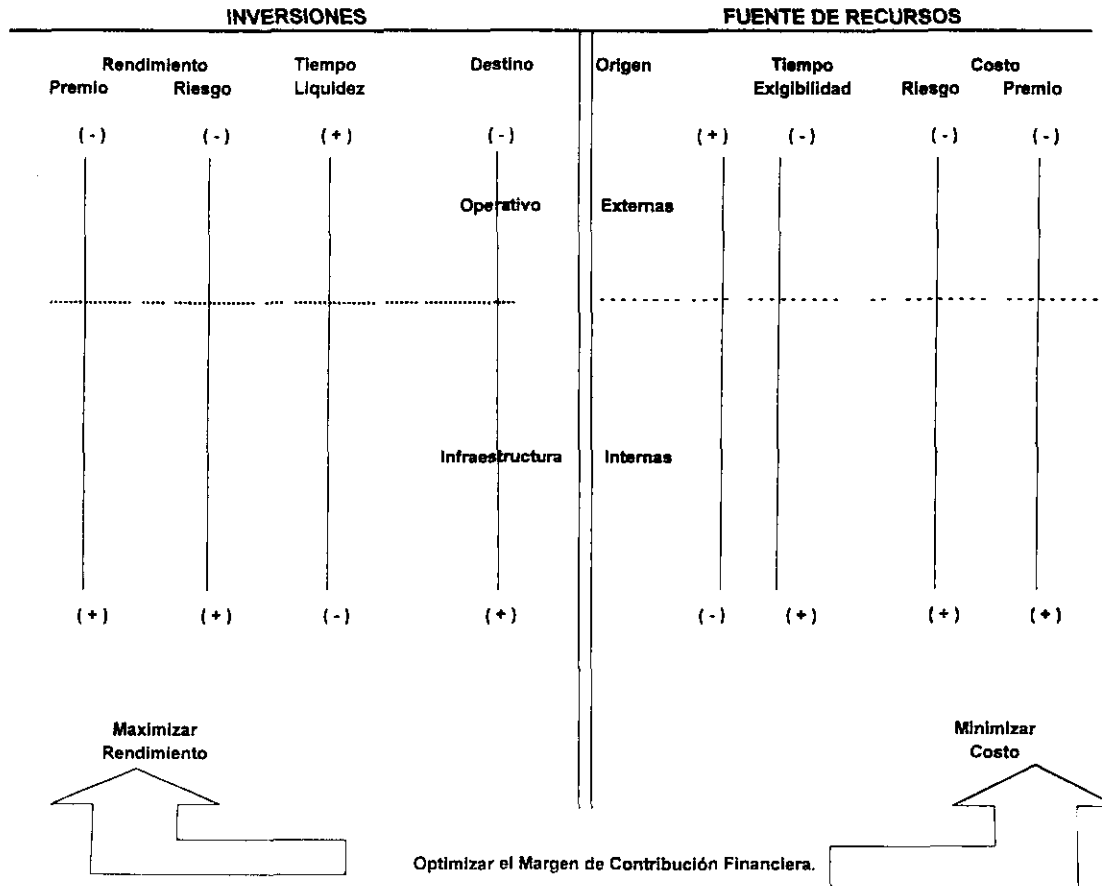 INVERSIONES FUENTE DE RECURSOS
Rendimiento Tiempo Destino Origen Tiempo Costo
Premio Riesgo Liquidez Exigibilidad Riesgo Premio
(-) (-) (+) (-) (+) (-) (-) (-)
Operativo Externas
Infraestructura Internas
(+) (+) (-) (+) (-) (+) (+) (+)
Maximizar Minimizar
Rendimiento Costo
Optimizar el Margen de Contribución Financiera.